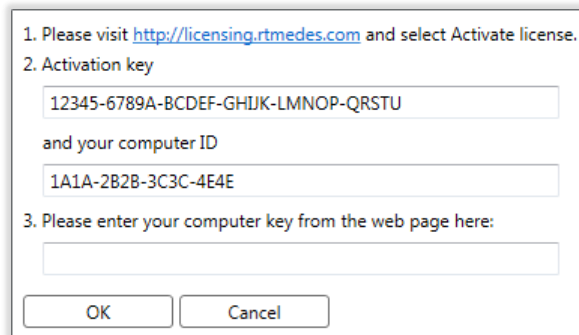 1. Please visit http://licensing.rtmedes.com and select Activate license.
2. Activation key
12345-6789A-BCDEF-GHIJK-LMNOP-QRSTU
and your computer ID
1A1A-2B2B-3C3C-4E4E
3. Please enter your computer key from the web page here:
OK Cancel